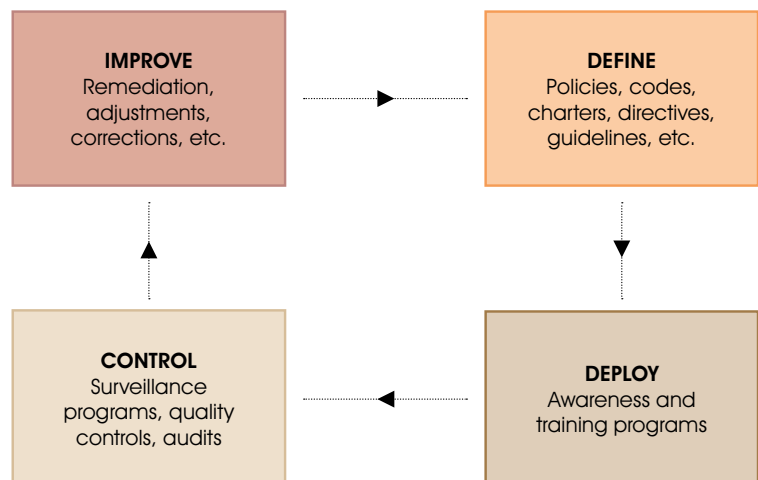 IMPROVE
Remediation,
adjustments,
corrections, etc.
DEFINE
Policies, codes,
charters, directives,
guidelines, etc.
CONTROL
Surveillance
programs, quality
controls, audits
DEPLOY
Awareness and
training programs